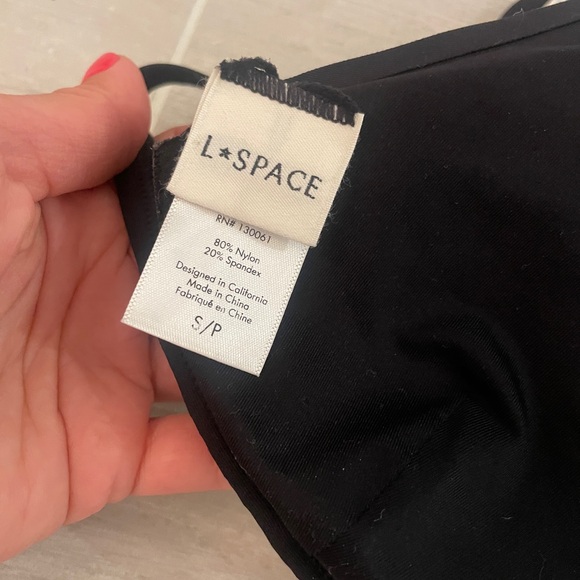 L★SPACE
RN# 130061
80% Nylon
20% Spandex
Designed in California
Made in China
Fabriqué en Chine
S/P